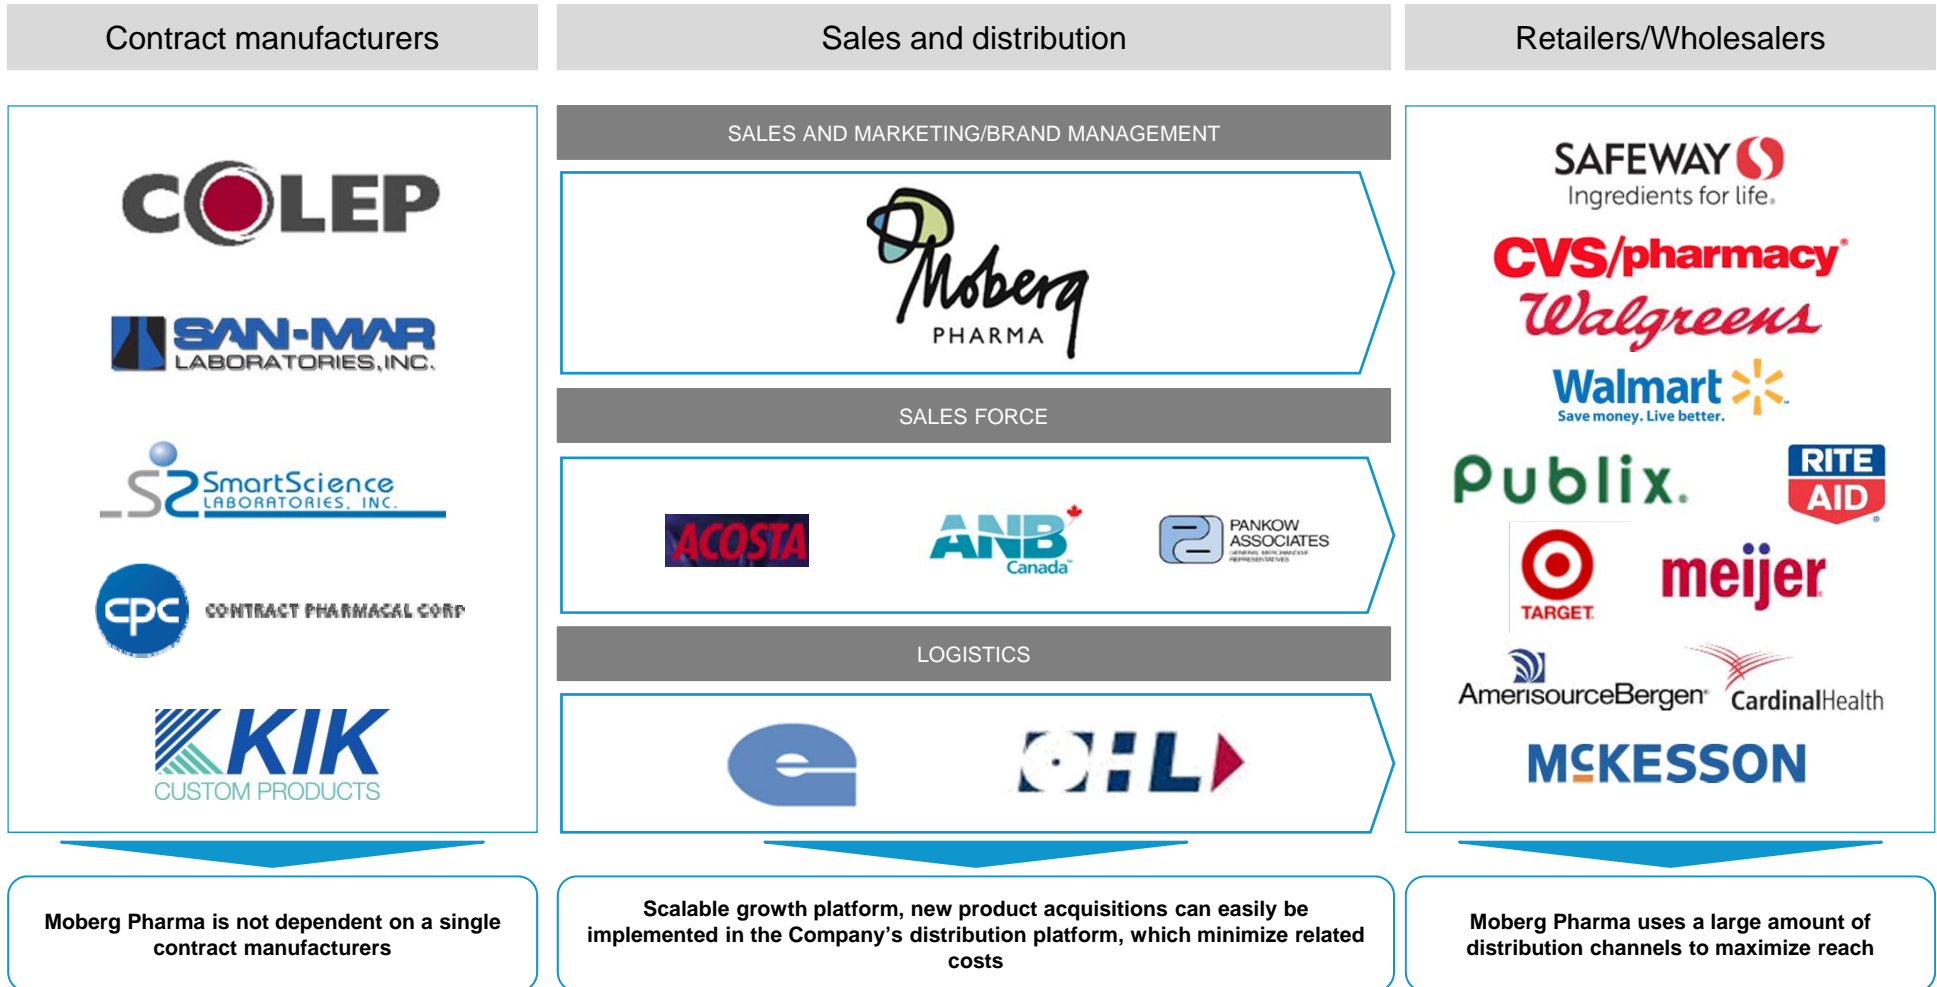 Contract manufacturers
Sales and distribution
Retailers/Wholesalers
COLEP
SAN-MAR
LABORATORIES, INC.
S2 SmartScience
LABORATORIES, INC.
cpc CONTRACT PHARMACAL CORP
KIK
CUSTOM PRODUCTS
SALES AND MARKETING/BRAND MANAGEMENT
Moberg
PHARMA
SALES FORCE
ACOSTA
ANB
Canada
PANKOW
ASSOCIATES
GENERAL MERCHANDISE
REPRESENTATIVES
LOGISTICS
e
OHL
SAFEWAY
Ingredients for life.
CVS/pharmacy
Walgreens
Walmart
Save money. Live better.
Publix.
RITE
AID
TARGET
meijer
AmerisourceBergen
CardinalHealth
McKESSON
Moberg Pharma is not dependent on a single
contract manufacturers
Scalable growth platform, new product acquisitions can easily be
implemented in the Company's distribution platform, which minimize related
costs
Moberg Pharma uses a large amount of
distribution channels to maximize reach